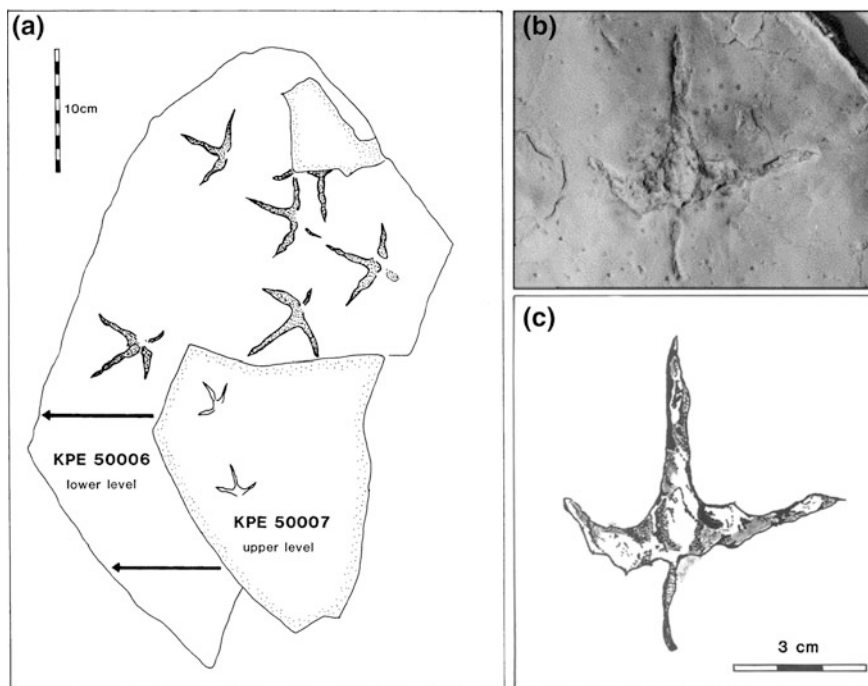 (a)
10cm
KPE 50006
lower level
KPE 50007
upper level
(b)
(c)
3 cm